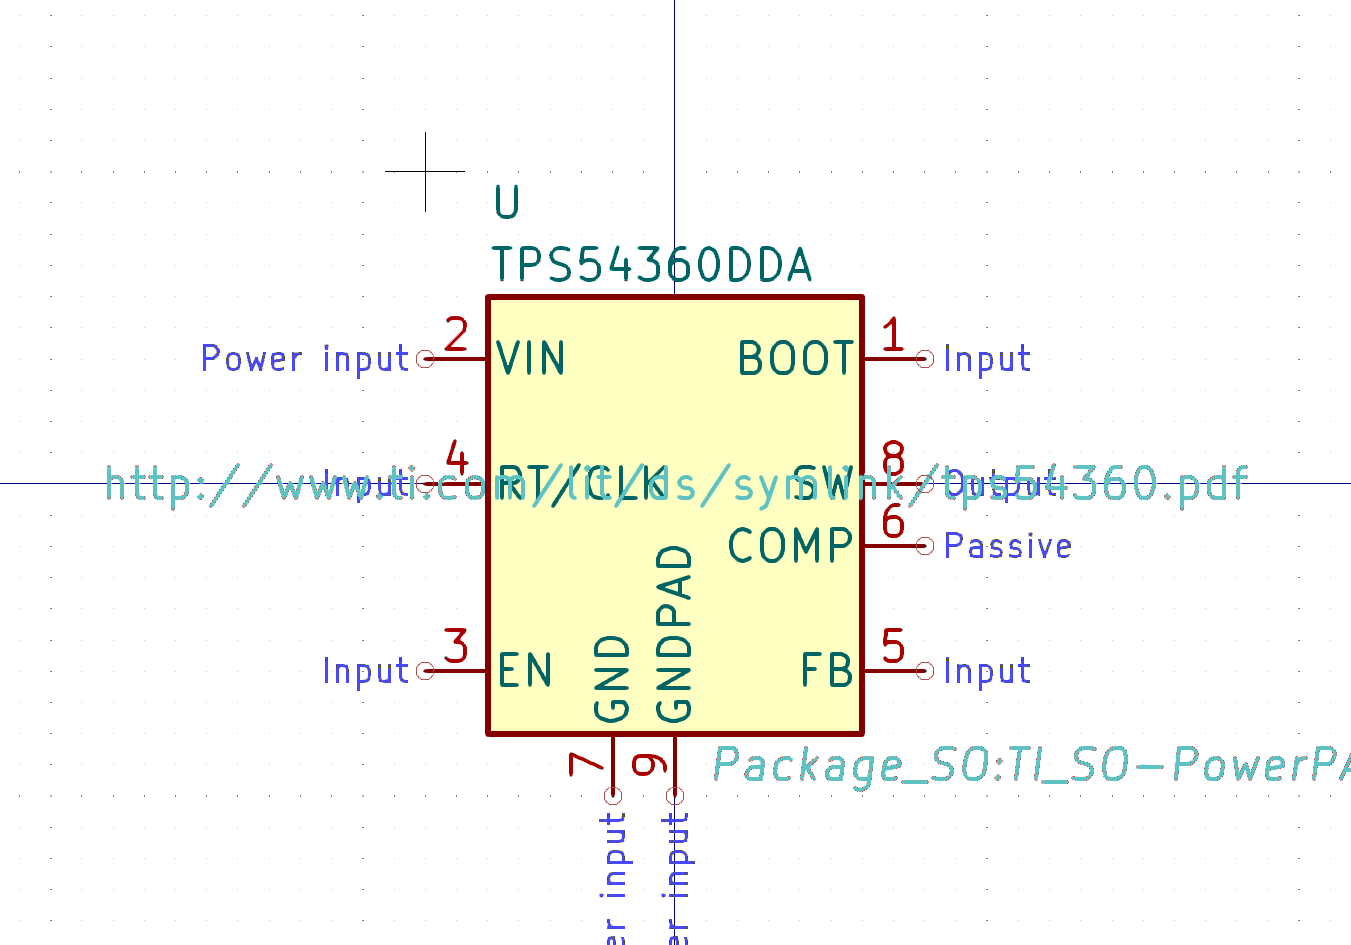 U
TPS54360DDA
Power input 2 VIN BOOT 1 Input
Input 4 RT/CLK SW 8 Output
http://www.ti.com/lit/ds/symlink/tps54360.pdf
COMP 6 Passive
Input 3 EN FB 5 Input
GND
GNDPAD
7
9
Package_SO:TI_SO-PowerPA
er input
er input